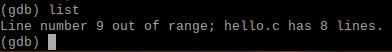 (gdb) list
Line number 9 out of range; hello.c has 8 lines.
(gdb)